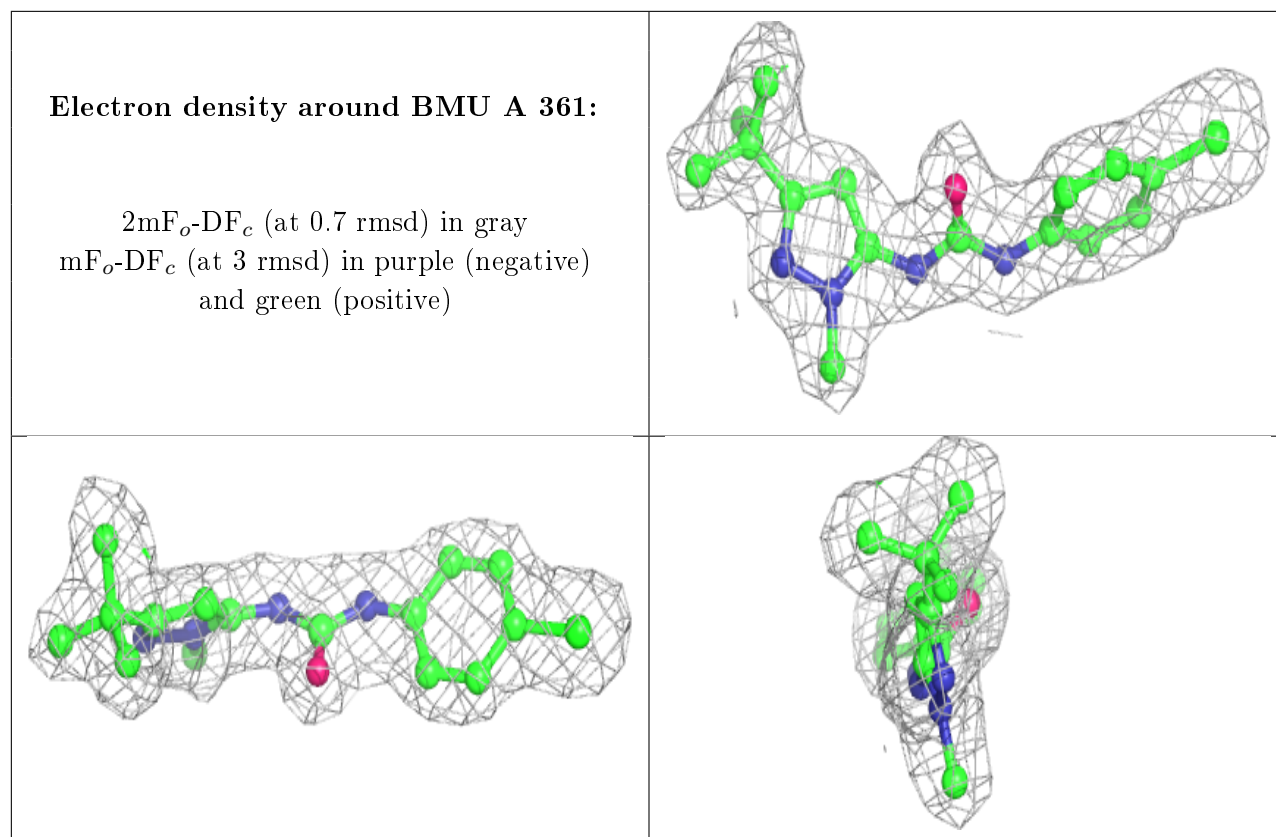 Electron density around BMU A 361:
2mFₒ-DF𝒸 (at 0.7 rmsd) in gray
mFₒ-DF𝒸 (at 3 rmsd) in purple (negative)
and green (positive)